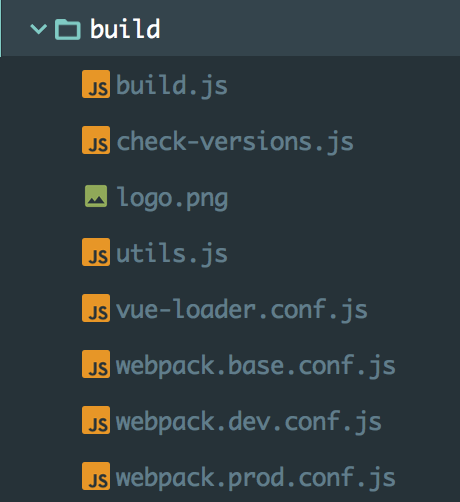 build
JS build.js
JS check-versions.js
logo.png
JS utils.js
JS vue-loader.conf.js
JS webpack.base.conf.js
JS webpack.dev.conf.js
JS webpack.prod.conf.js